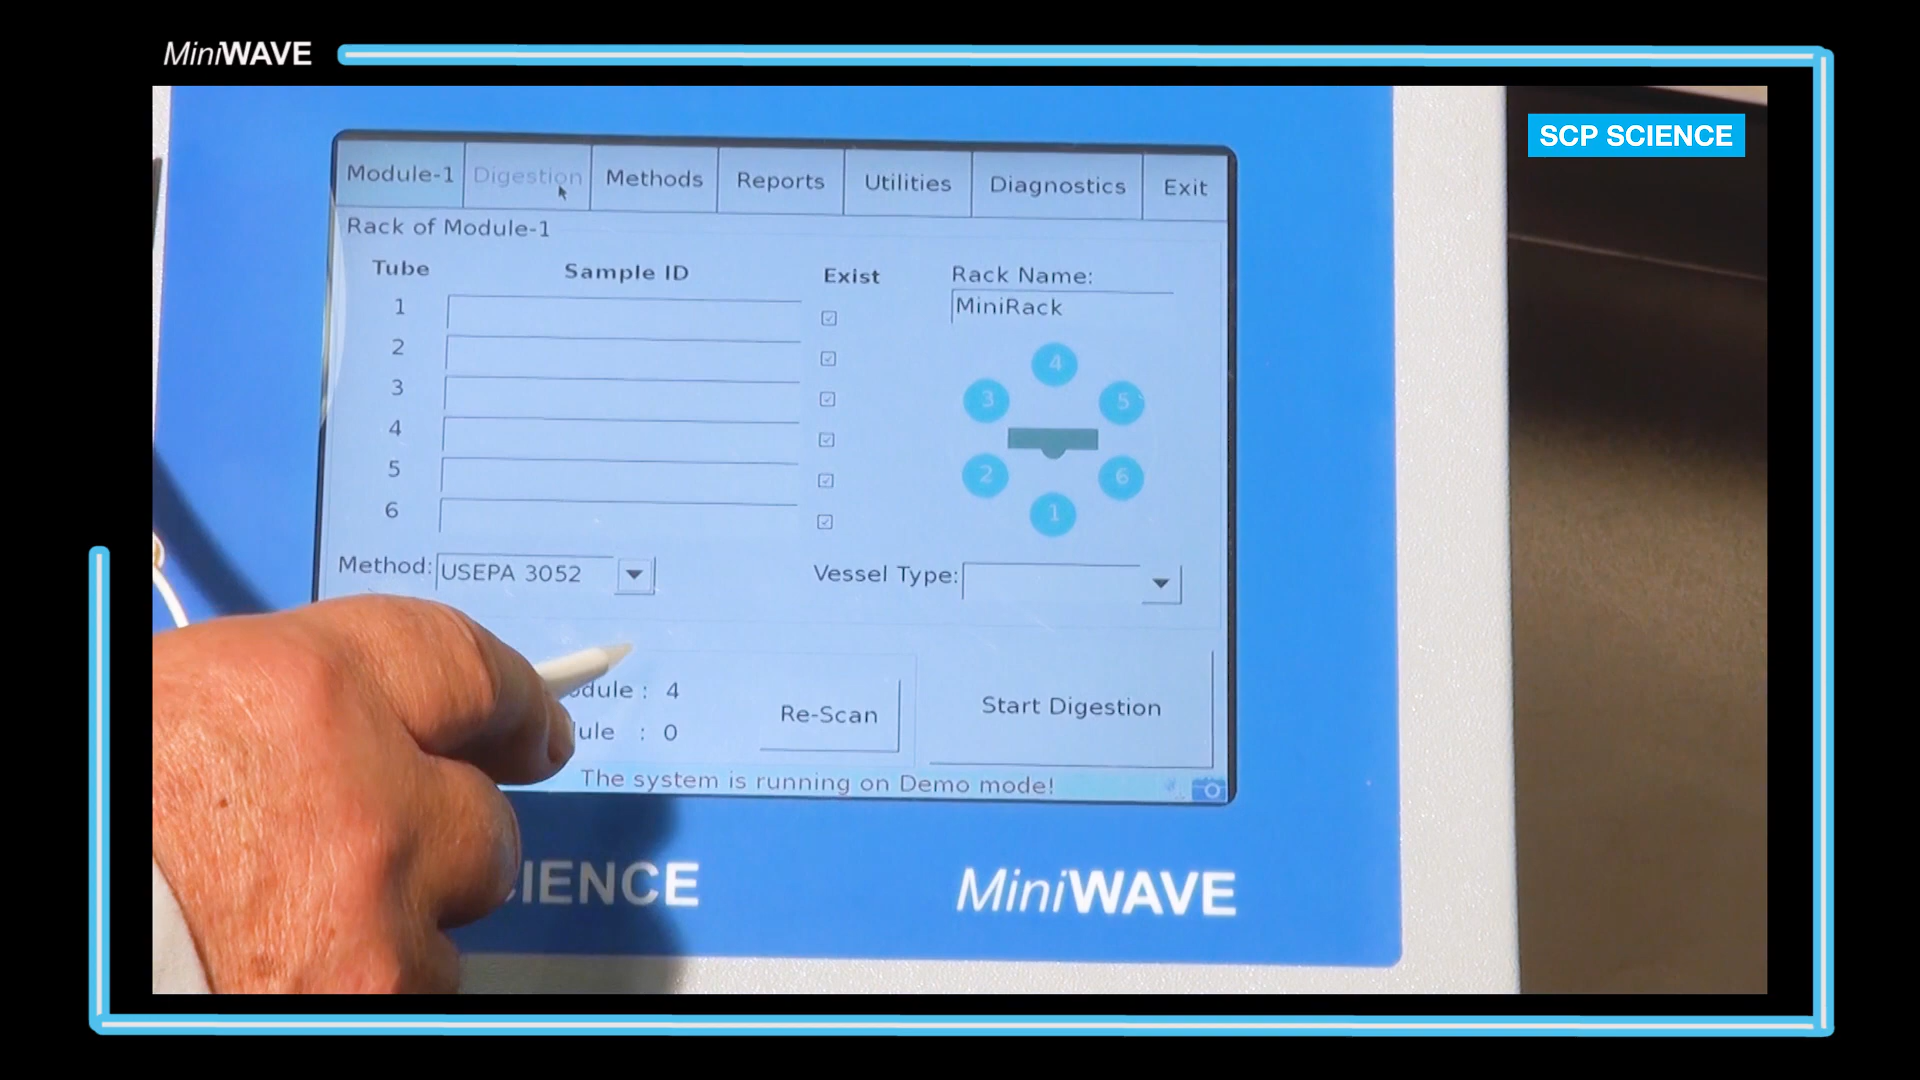 MiniWAVE
SCP SCIENCE
Module-1 Digestion Methods Reports Utilities Diagnostics Exit
Rack of Module-1
Tube Sample ID Exist Rack Name:
1 MiniRack
2
3
4
5
6
4
3 5
2 6
1
Method: USEPA 3052 Vessel Type:
: 4
: 0
Re-Scan
Start Digestion
The system is running on Demo mode!
MiniWAVE